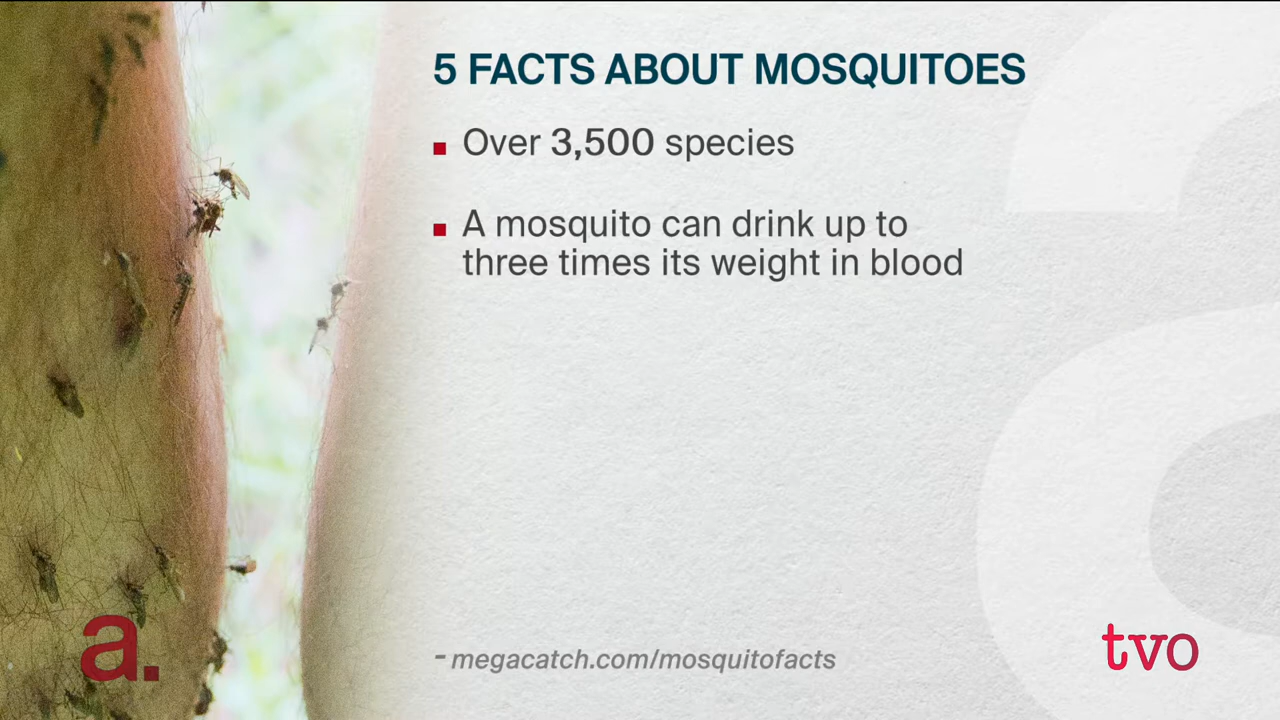 5 FACTS ABOUT MOSQUITOES
▪ Over 3,500 species
▪ A mosquito can drink up to
three times its weight in blood
- megacatch.com/mosquitofacts
a.
tvo